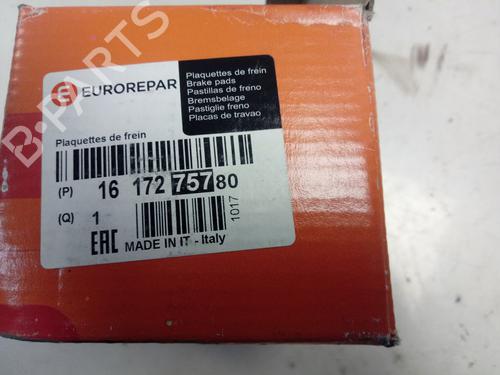 EUROREPAR
Plaquettes de frein
Brake pads
Pastillas de freno
Bremsbelage
Pastiglie freno
Placas de travao
Plaquettes de frein
(P) 16 172 757 80
(Q) 1
1017
EAC MADE IN IT - Italy